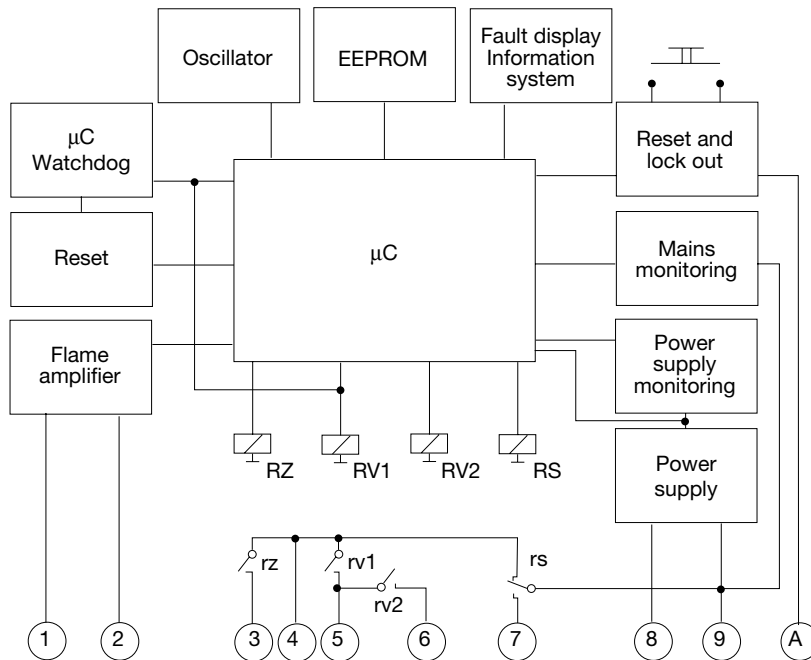 Oscillator
EEPROM
Fault display
Information
system
μC
Watchdog
Reset and
lock out
Reset
μC
Mains
monitoring
Flame
amplifier
Power
supply
monitoring
RZ
RV1
RV2
RS
Power
supply
rz
rv1
rv2
rs
1
2
3
4
5
6
7
8
9
A